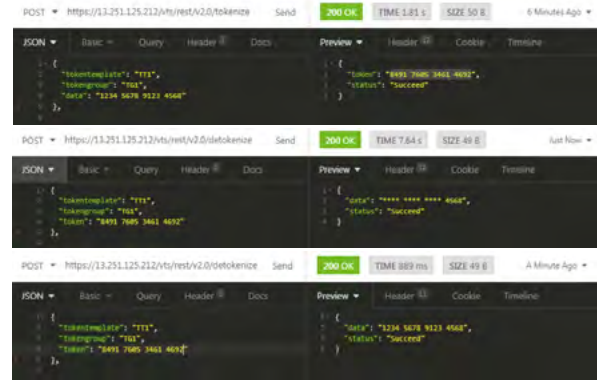 POST https://13.251.125.212/vts/rest/v2.0/tokenize Send 200 OK TIME 1.81 s SIZE 50 B 6 Minutes Ago
JSON Basic Query Header Docs Preview Header Cookie Timeline
{
"tokentemplate": "TT1",
"tokengroup": "TG1",
"data": "1234 5678 9123 4568"
},
{
"token": "8491 7605 3461 4692",
"status": "Succeed"
}
POST https://13.251.125.212/vts/rest/v2.0/detokenize Send 200 OK TIME 7.64 s SIZE 49 B Just Now
JSON Basic Query Header Docs Preview Header Cookie Timeline
{
"tokentemplate": "TT1",
"tokengroup": "TG1",
"token": "8491 7605 3461 4692"
},
{
"data": "**** **** **** 4568",
"status": "Succeed"
}
POST https://13.251.125.212/vts/rest/v2.0/detokenize Send 200 OK TIME 889 ms SIZE 49 B A Minute Ago
JSON Basic Query Header Docs Preview Header Cookie Timeline
{
"tokentemplate": "TT1",
"tokengroup": "TG1",
"token": "8491 7605 3461 4692"
},
{
"data": "1234 5678 9123 4568",
"status": "Succeed"
}